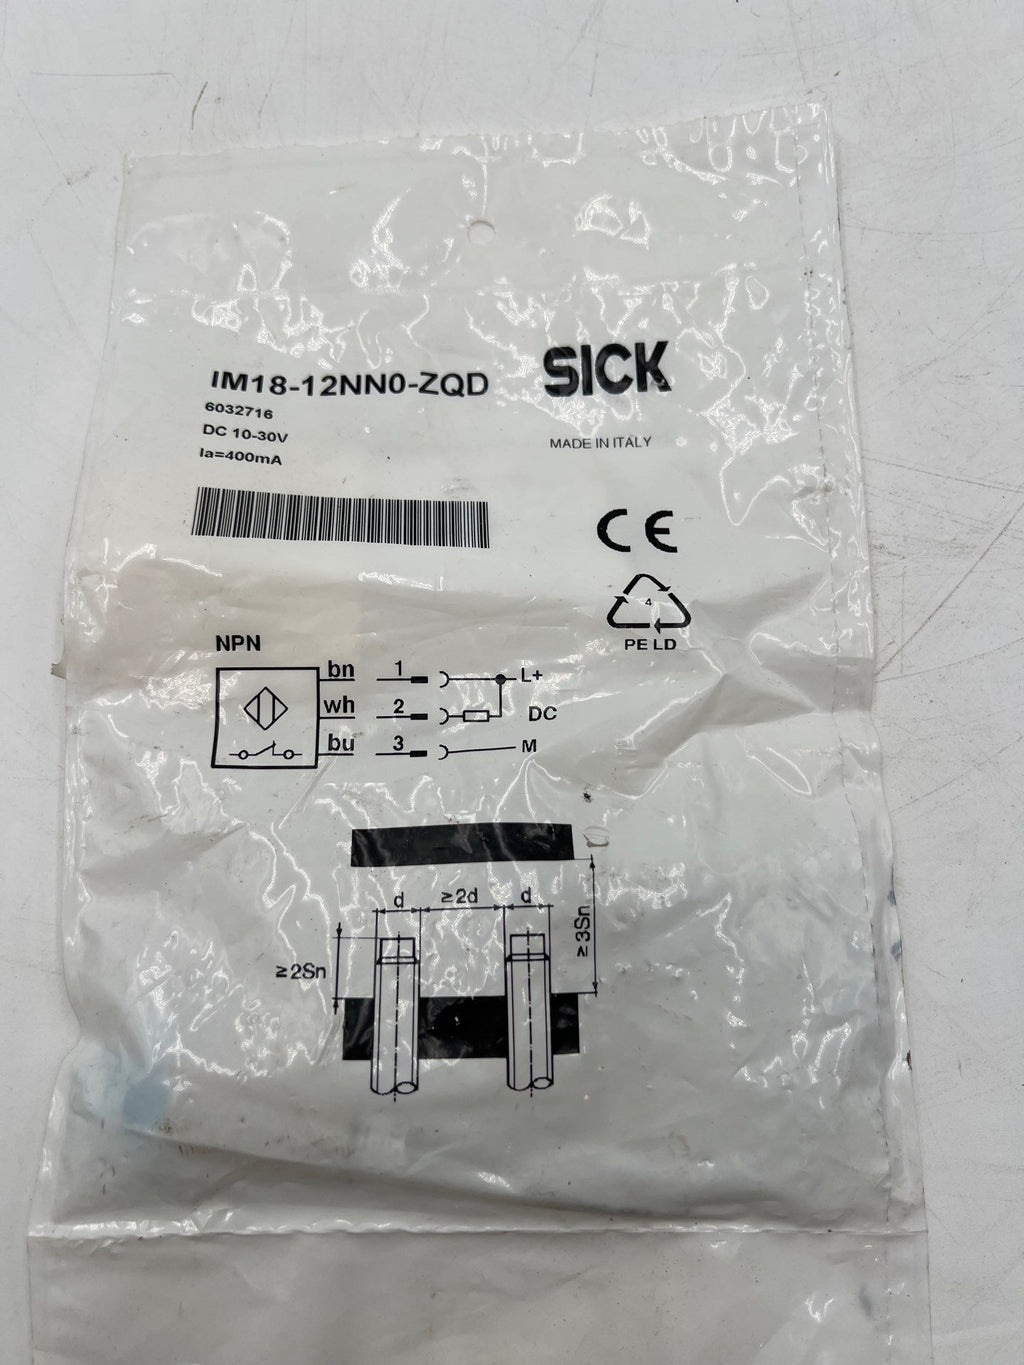 IM18-12NN0-ZQD
6032716
DC 10-30V
Ia=400mA
SICK
MADE IN ITALY
CE
4
PE LD
NPN
bn 1 L+
wh 2 DC
bu 3 M
d ≥2d d
≥2Sn
≥3Sn